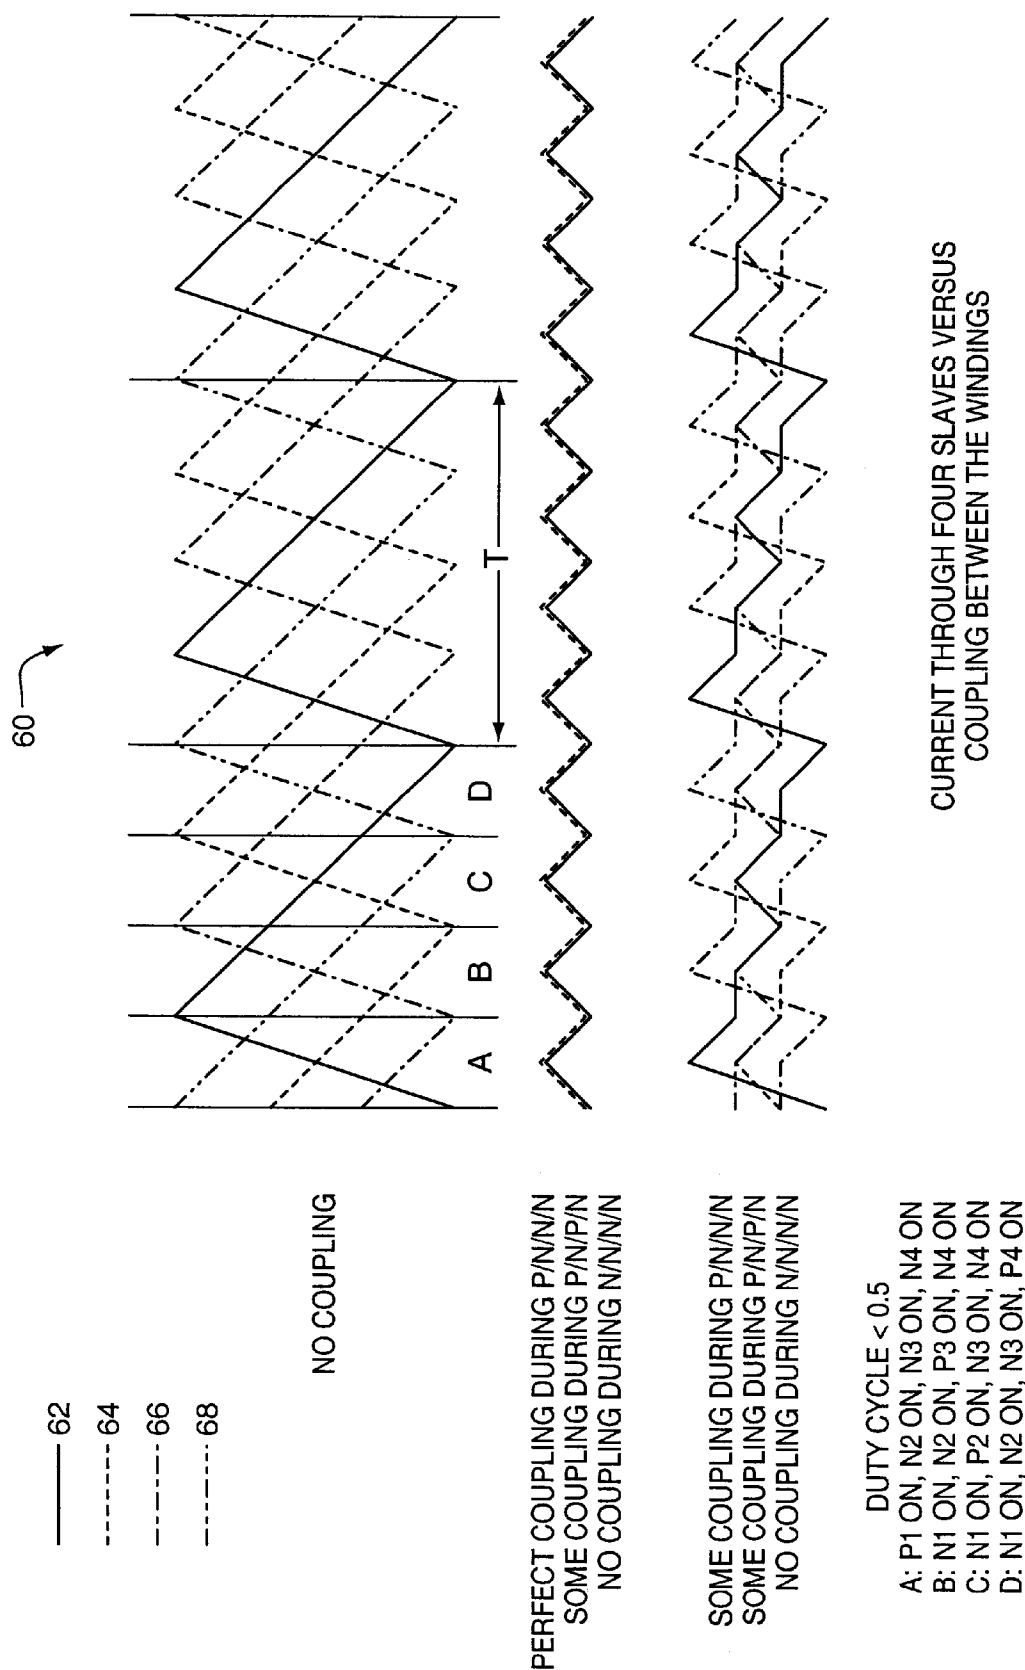 60
62
64
66
68
NO COUPLING
A
B
C
D
T
PERFECT COUPLING DURING P/N/N/N
SOME COUPLING DURING P/N/P/N
NO COUPLING DURING N/N/N/N
SOME COUPLING DURING P/N/N/N
SOME COUPLING DURING P/N/P/N
NO COUPLING DURING N/N/N/N
DUTY CYCLE < 0.5
A: P1 ON, N2 ON, N3 ON, N4 ON
B: N1 ON, N2 ON, P3 ON, N4 ON
C: N1 ON, P2 ON, N3 ON, N4 ON
D: N1 ON, N2 ON, N3 ON, P4 ON
CURRENT THROUGH FOUR SLAVES VERSUS
COUPLING BETWEEN THE WINDINGS